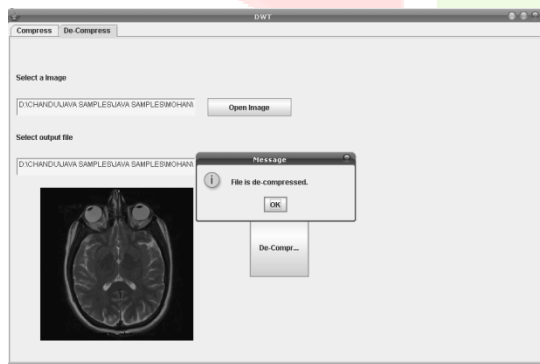 DWT
Compress De-Compress
Select a Image
D:\CHANDU\JAVA SAMPLES\JAVA SAMPLES\MOHAN\
Open Image
Select output file
D:\CHANDU\JAVA SAMPLES\JAVA SAMPLES\MOHAN\
Message
File is de-compressed.
OK
De-Compr...